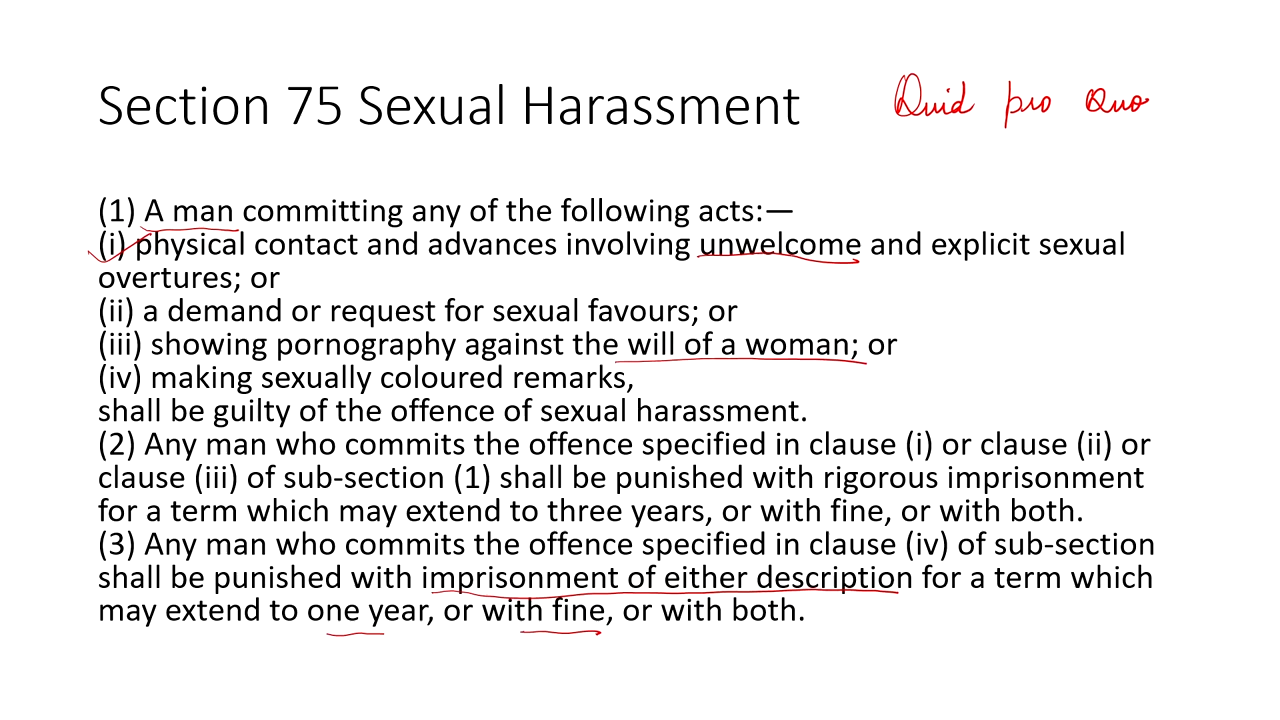 Section 75 Sexual Harassment
Quid pro Quo
(1) A man committing any of the following acts:—
(i) physical contact and advances involving unwelcome and explicit sexual
overtures; or
(ii) a demand or request for sexual favours; or
(iii) showing pornography against the will of a woman; or
(iv) making sexually coloured remarks,
shall be guilty of the offence of sexual harassment.
(2) Any man who commits the offence specified in clause (i) or clause (ii) or
clause (iii) of sub-section (1) shall be punished with rigorous imprisonment
for a term which may extend to three years, or with fine, or with both.
(3) Any man who commits the offence specified in clause (iv) of sub-section
shall be punished with imprisonment of either description for a term which
may extend to one year, or with fine, or with both.